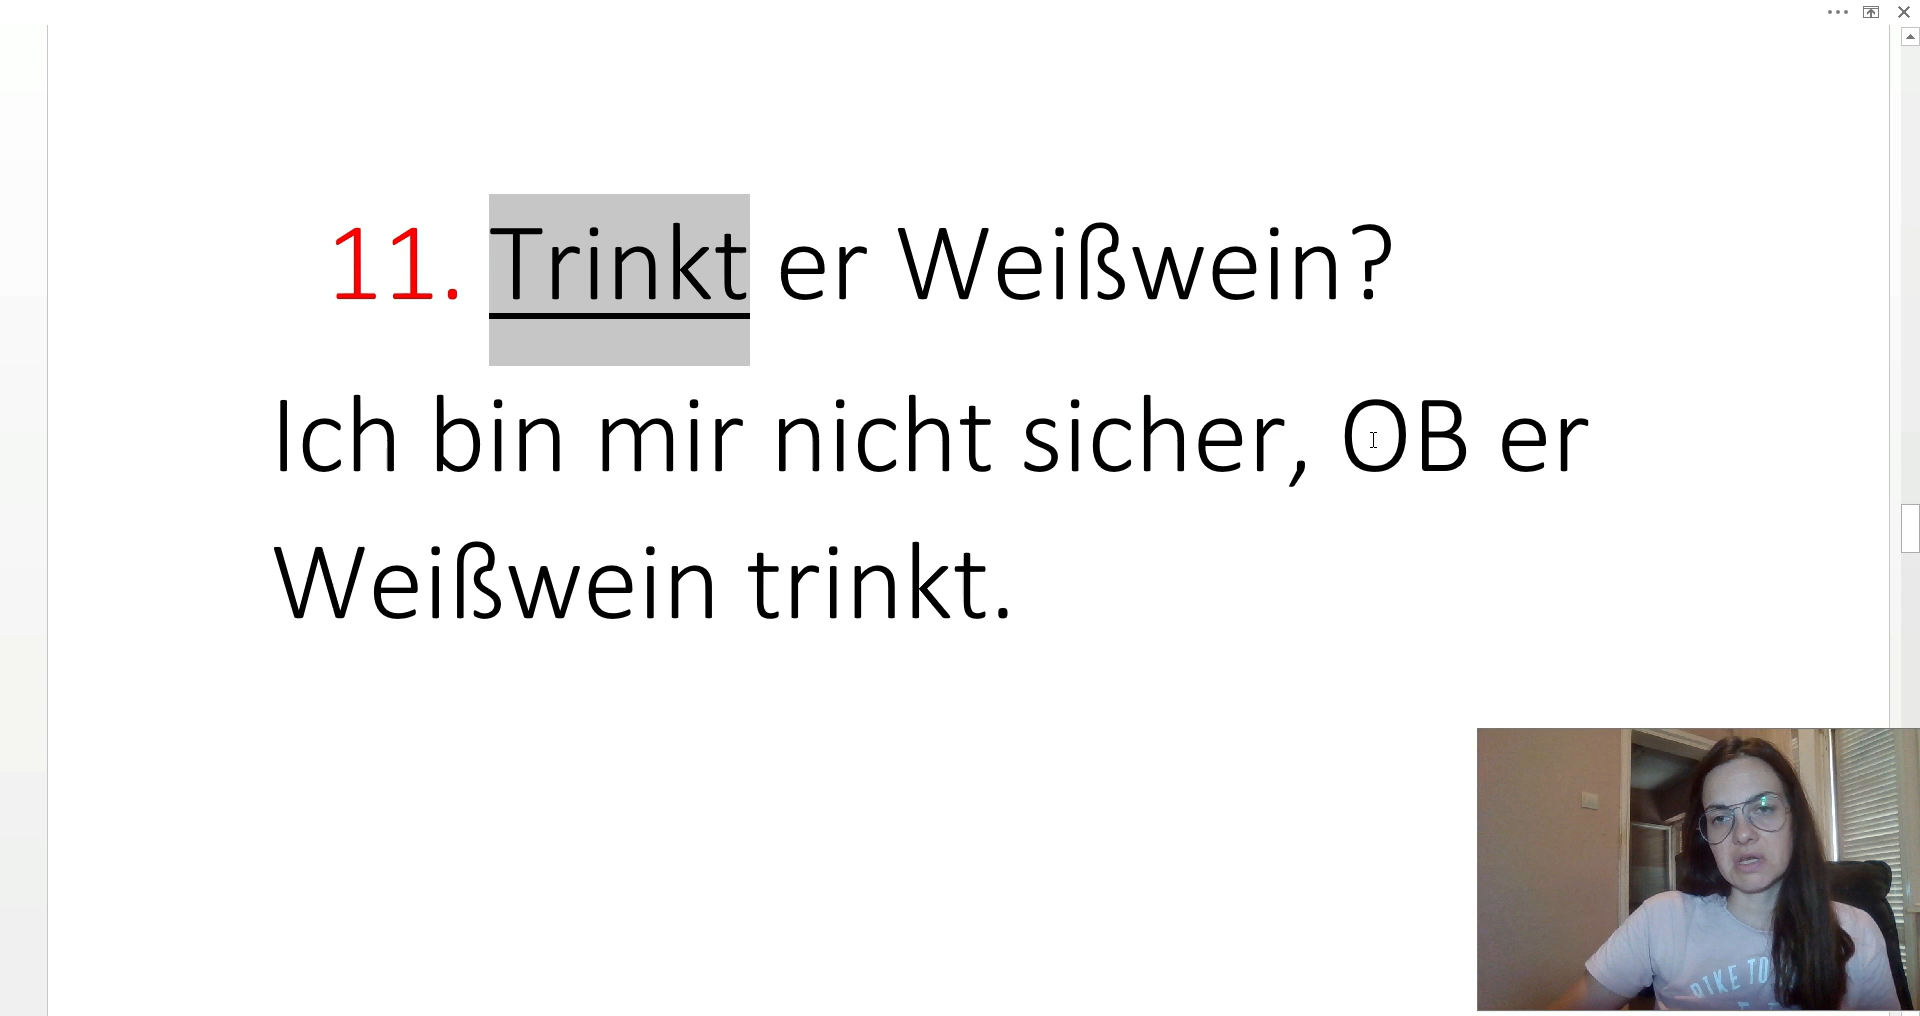 11. Trinkt er Weißwein?
Ich bin mir nicht sicher, OB er
Weißwein trinkt.